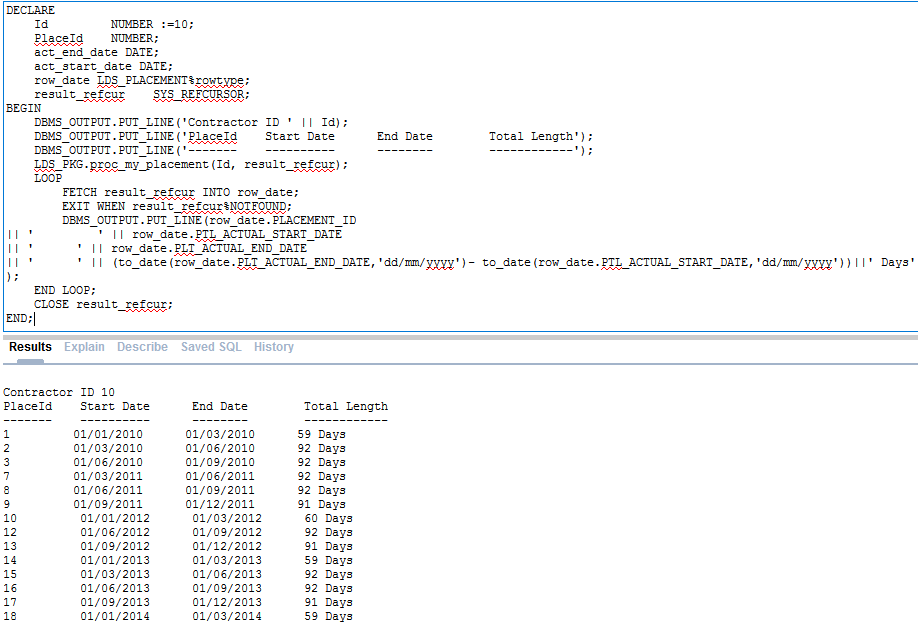 DECLARE
    Id         NUMBER :=10;
    PlaceId    NUMBER;
    act_end_date DATE;
    act_start_date DATE;
    row_date LDS_PLACEMENT%rowtype;
    result_refcur    SYS_REFCURSOR;
BEGIN
    DBMS_OUTPUT.PUT_LINE('Contractor ID ' || Id);
    DBMS_OUTPUT.PUT_LINE('PlaceId    Start Date      End Date        Total Length');
    DBMS_OUTPUT.PUT_LINE('-------    ----------      --------        ------------');
    LDS_PKG.proc_my_placement(Id, result_refcur);
    LOOP
        FETCH result_refcur INTO row_date;
        EXIT WHEN result_refcur%NOTFOUND;
        DBMS_OUTPUT.PUT_LINE(row_date.PLACEMENT_ID
|| '         ' || row_date.PTL_ACTUAL_START_DATE
|| '      ' || row_date.PLT_ACTUAL_END_DATE
|| '      ' || (to_date(row_date.PLT_ACTUAL_END_DATE,'dd/mm/yyyy')- to_date(row_date.PTL_ACTUAL_START_DATE,'dd/mm/yyyy'))||' Days'
);
    END LOOP;
    CLOSE result_refcur;
END;
Results Explain Describe Saved SQL History
Contractor ID 10
PlaceId    Start Date      End Date        Total Length
-------    ----------      --------        ------------
1         01/01/2010      01/03/2010      59 Days
2         01/03/2010      01/06/2010      92 Days
3         01/06/2010      01/09/2010      92 Days
7         01/03/2011      01/06/2011      92 Days
8         01/06/2011      01/09/2011      92 Days
9         01/09/2011      01/12/2011      91 Days
10         01/01/2012      01/03/2012      60 Days
12         01/06/2012      01/09/2012      92 Days
13         01/09/2012      01/12/2012      91 Days
14         01/01/2013      01/03/2013      59 Days
15         01/03/2013      01/06/2013      92 Days
16         01/06/2013      01/09/2013      92 Days
17         01/09/2013      01/12/2013      91 Days
18         01/01/2014      01/03/2014      59 Days